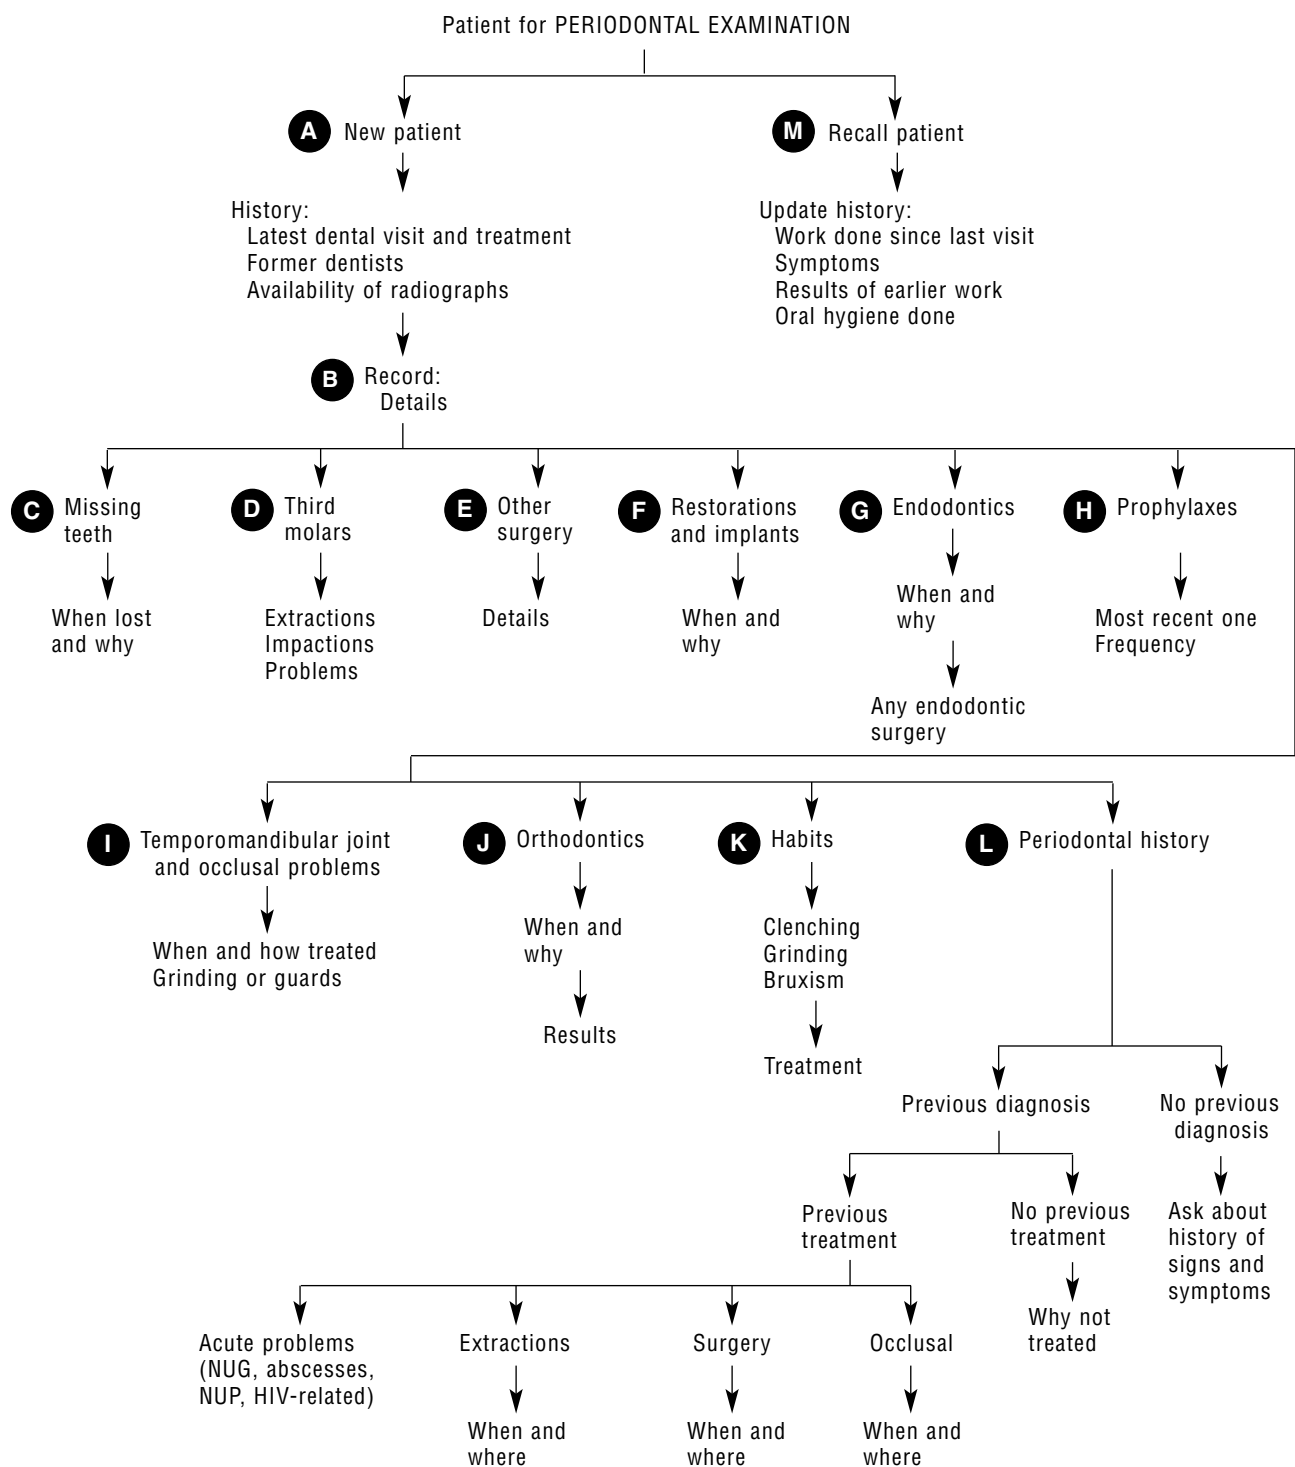 Patient for PERIODONTAL EXAMINATION
A New patient
M Recall patient
History:
Latest dental visit and treatment
Former dentists
Availability of radiographs
Update history:
Work done since last visit
Symptoms
Results of earlier work
Oral hygiene done
B Record:
Details
C Missing
teeth
D Third
molars
E Other
surgery
F Restorations
and implants
G Endodontics
H Prophylaxes
When lost
and why
Extractions
Impactions
Problems
Details
When and
why
When and
why
Any endodontic
surgery
Most recent one
Frequency
I Temporomandibular joint
and occlusal problems
J Orthodontics
K Habits
L Periodontal history
When and how treated
Grinding or guards
When and
why
Results
Clenching
Grinding
Bruxism
Treatment
Previous diagnosis
No previous
diagnosis
Previous
treatment
No previous
treatment
Ask about
history of
signs and
symptoms
Why not
treated
Acute problems
(NUG, abscesses,
NUP, HIV-related)
Extractions
Surgery
Occlusal
When and
where
When and
where
When and
where